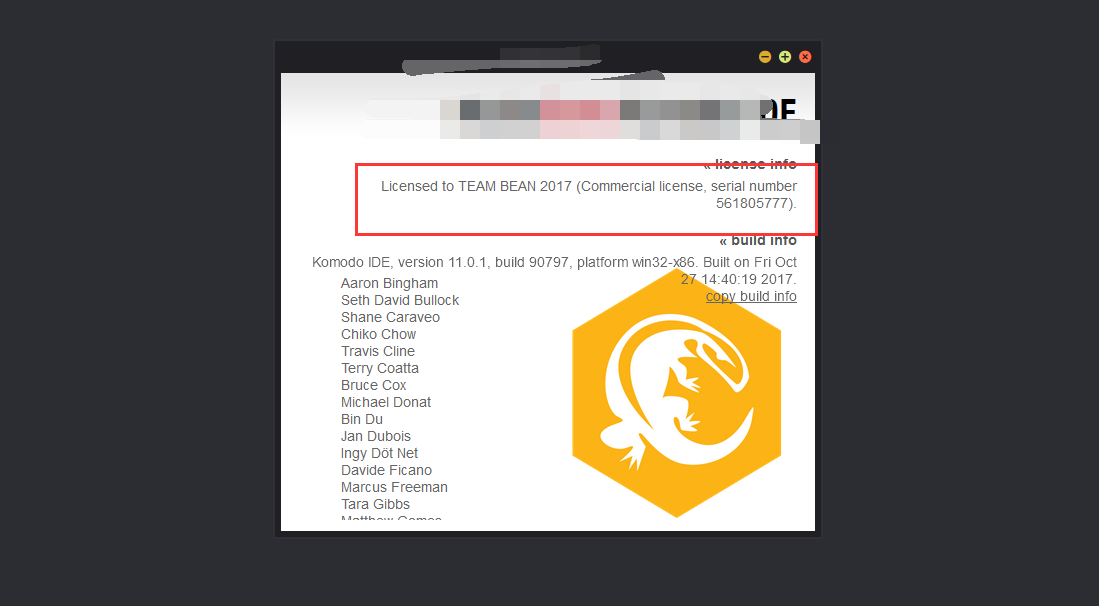 « license info
Licensed to TEAM BEAN 2017 (Commercial license, serial number
561805777).
« build info
Komodo IDE, version 11.0.1, build 90797, platform win32-x86. Built on Fri Oct
27 14:40:19 2017.
copy build info
Aaron Bingham
Seth David Bullock
Shane Caraveo
Chiko Chow
Travis Cline
Terry Coatta
Bruce Cox
Michael Donat
Bin Du
Jan Dubois
Ingy Döt Net
Davide Ficano
Marcus Freeman
Tara Gibbs